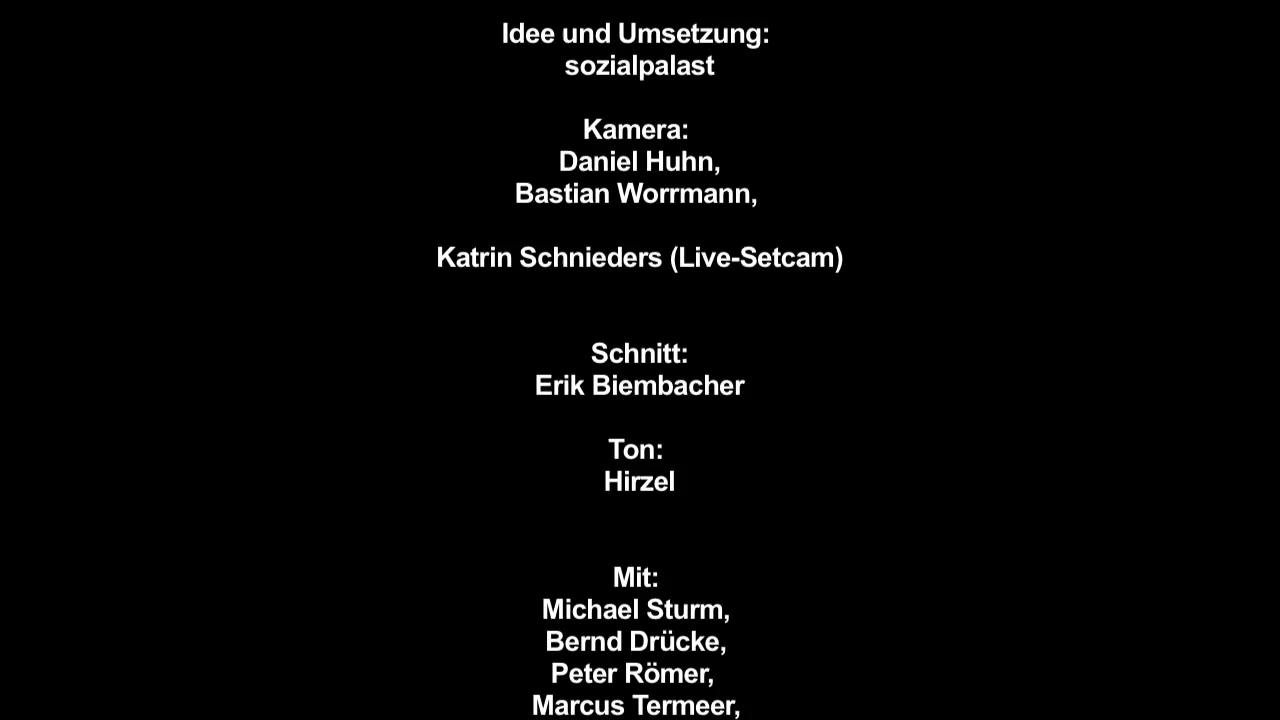 Idee und Umsetzung:
sozialpalast
Kamera:
Daniel Huhn,
Bastian Worrmann,
Katrin Schnieders (Live-Setcam)
Schnitt:
Erik Biembacher
Ton:
Hirzel
Mit:
Michael Sturm,
Bernd Drücke,
Peter Römer,
Marcus Termeer,